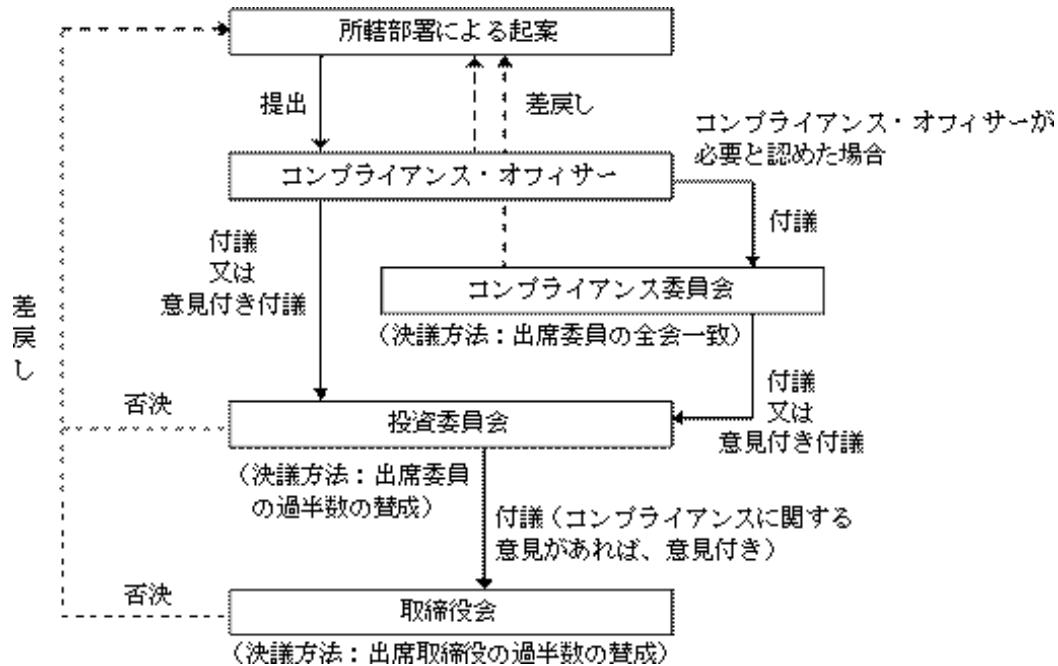 所轄部署による起案
提出
差戻し
コンプライアンス・オフィサーが
必要と認めた場合
コンプライアンス・オフィサー
付議
付議
又は
意見付き付議
コンプライアンス委員会
(決議方法:出席委員の全会一致)
差
戻
し
付議
又は
意見付き付議
否決
投資委員会
(決議方法:出席委員
の過半数の賛成)
付議(コンプライアンスに関する
意見があれば、意見付き)
否決
取締役会
(決議方法:出席取締役の過半数の賛成)